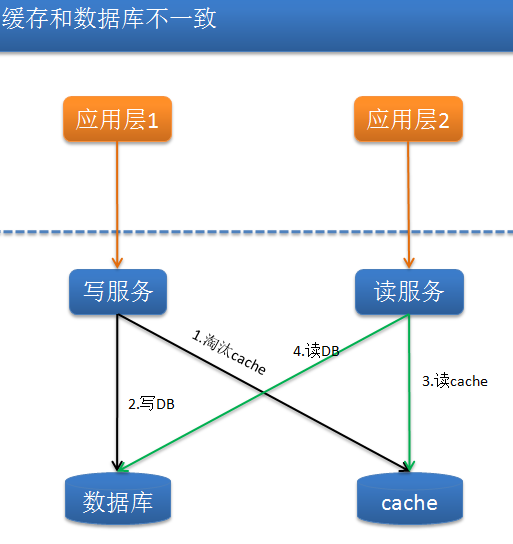 缓存和数据库不一致
应用层1
应用层2
写服务
读服务
1.淘汰cache
4.读DB
2.写DB
3.读cache
数据库
cache